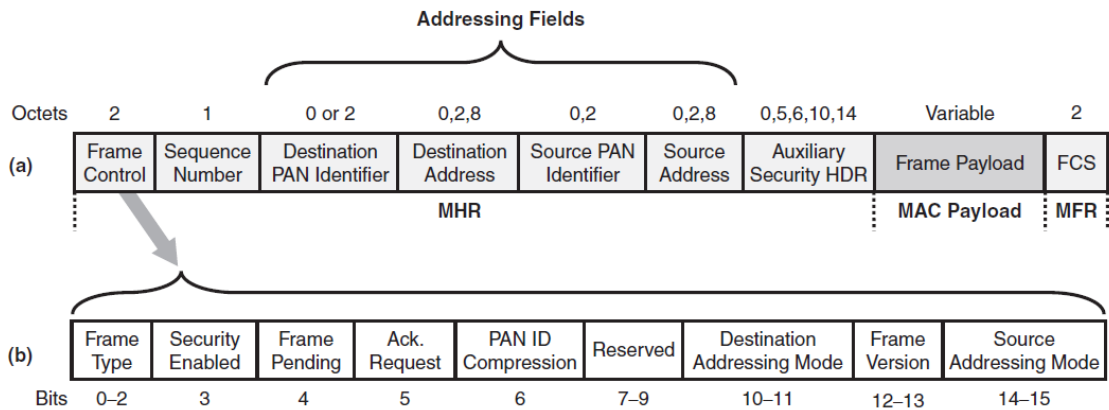 Addressing Fields
Octets 2 1 0 or 2 0,2,8 0,2 0,2,8 0,5,6,10,14 Variable 2
(a) Frame Control Sequence Number Destination PAN Identifier Destination Address Source PAN Identifier Source Address Auxiliary Security HDR Frame Payload FCS
MHR MAC Payload MFR
(b) Frame Type Security Enabled Frame Pending Ack. Request PAN ID Compression Reserved Destination Addressing Mode Frame Version Source Addressing Mode
Bits 0–2 3 4 5 6 7–9 10–11 12–13 14–15